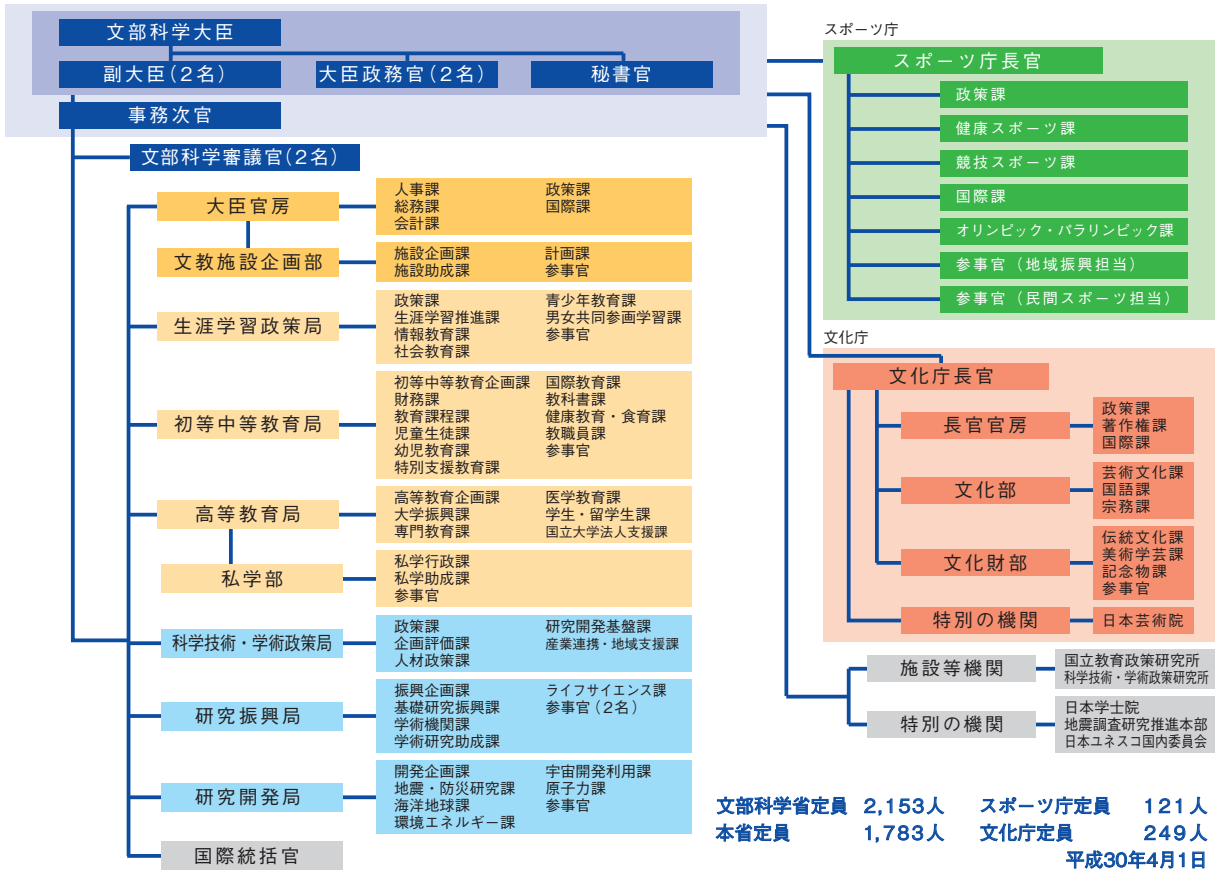 文部科学大臣
副大臣（２名）
大臣政務官（２名）
秘書官
事務次官
文部科学審議官（２名）
大臣官房
人事課
総務課
会計課
政策課
国際課
文教施設企画部
施設企画課
施設助成課
計画課
参事官
生涯学習政策局
政策課
生涯学習推進課
情報教育課
社会教育課
青少年教育課
男女共同参画学習課
参事官
初等中等教育局
初等中等教育企画課
財務課
教育課程課
児童生徒課
幼児教育課
特別支援教育課
国際教育課
教科書課
健康教育・食育課
教職員課
参事官
高等教育局
高等教育企画課
大学振興課
専門教育課
医学教育課
学生・留学生課
国立大学法人支援課
私学部
私学行政課
私学助成課
参事官
科学技術・学術政策局
政策課
企画評価課
人材政策課
研究開発基盤課
産業連携・地域支援課
研究振興局
振興企画課
基礎研究振興課
学術機関課
学術研究助成課
ライフサイエンス課
参事官（２名）
研究開発局
開発企画課
地震・防災研究課
海洋地球課
環境エネルギー課
宇宙開発利用課
原子力課
参事官
国際統括官
スポーツ庁
スポーツ庁長官
政策課
健康スポーツ課
競技スポーツ課
国際課
オリンピック・パラリンピック課
参事官（地域振興担当）
参事官（民間スポーツ担当）
文化庁
文化庁長官
長官官房
政策課
著作権課
国際課
文化部
芸術文化課
国語課
宗務課
文化財部
伝統文化課
美術学芸課
記念物課
参事官
特別の機関
日本芸術院
施設等機関
国立教育政策研究所
科学技術・学術政策研究所
特別の機関
日本学士院
地震調査研究推進本部
日本ユネスコ国内委員会
文部科学省定員 2,153人 スポーツ庁定員 121人
本省定員 1,783人 文化庁定員 249人
平成30年4月1日